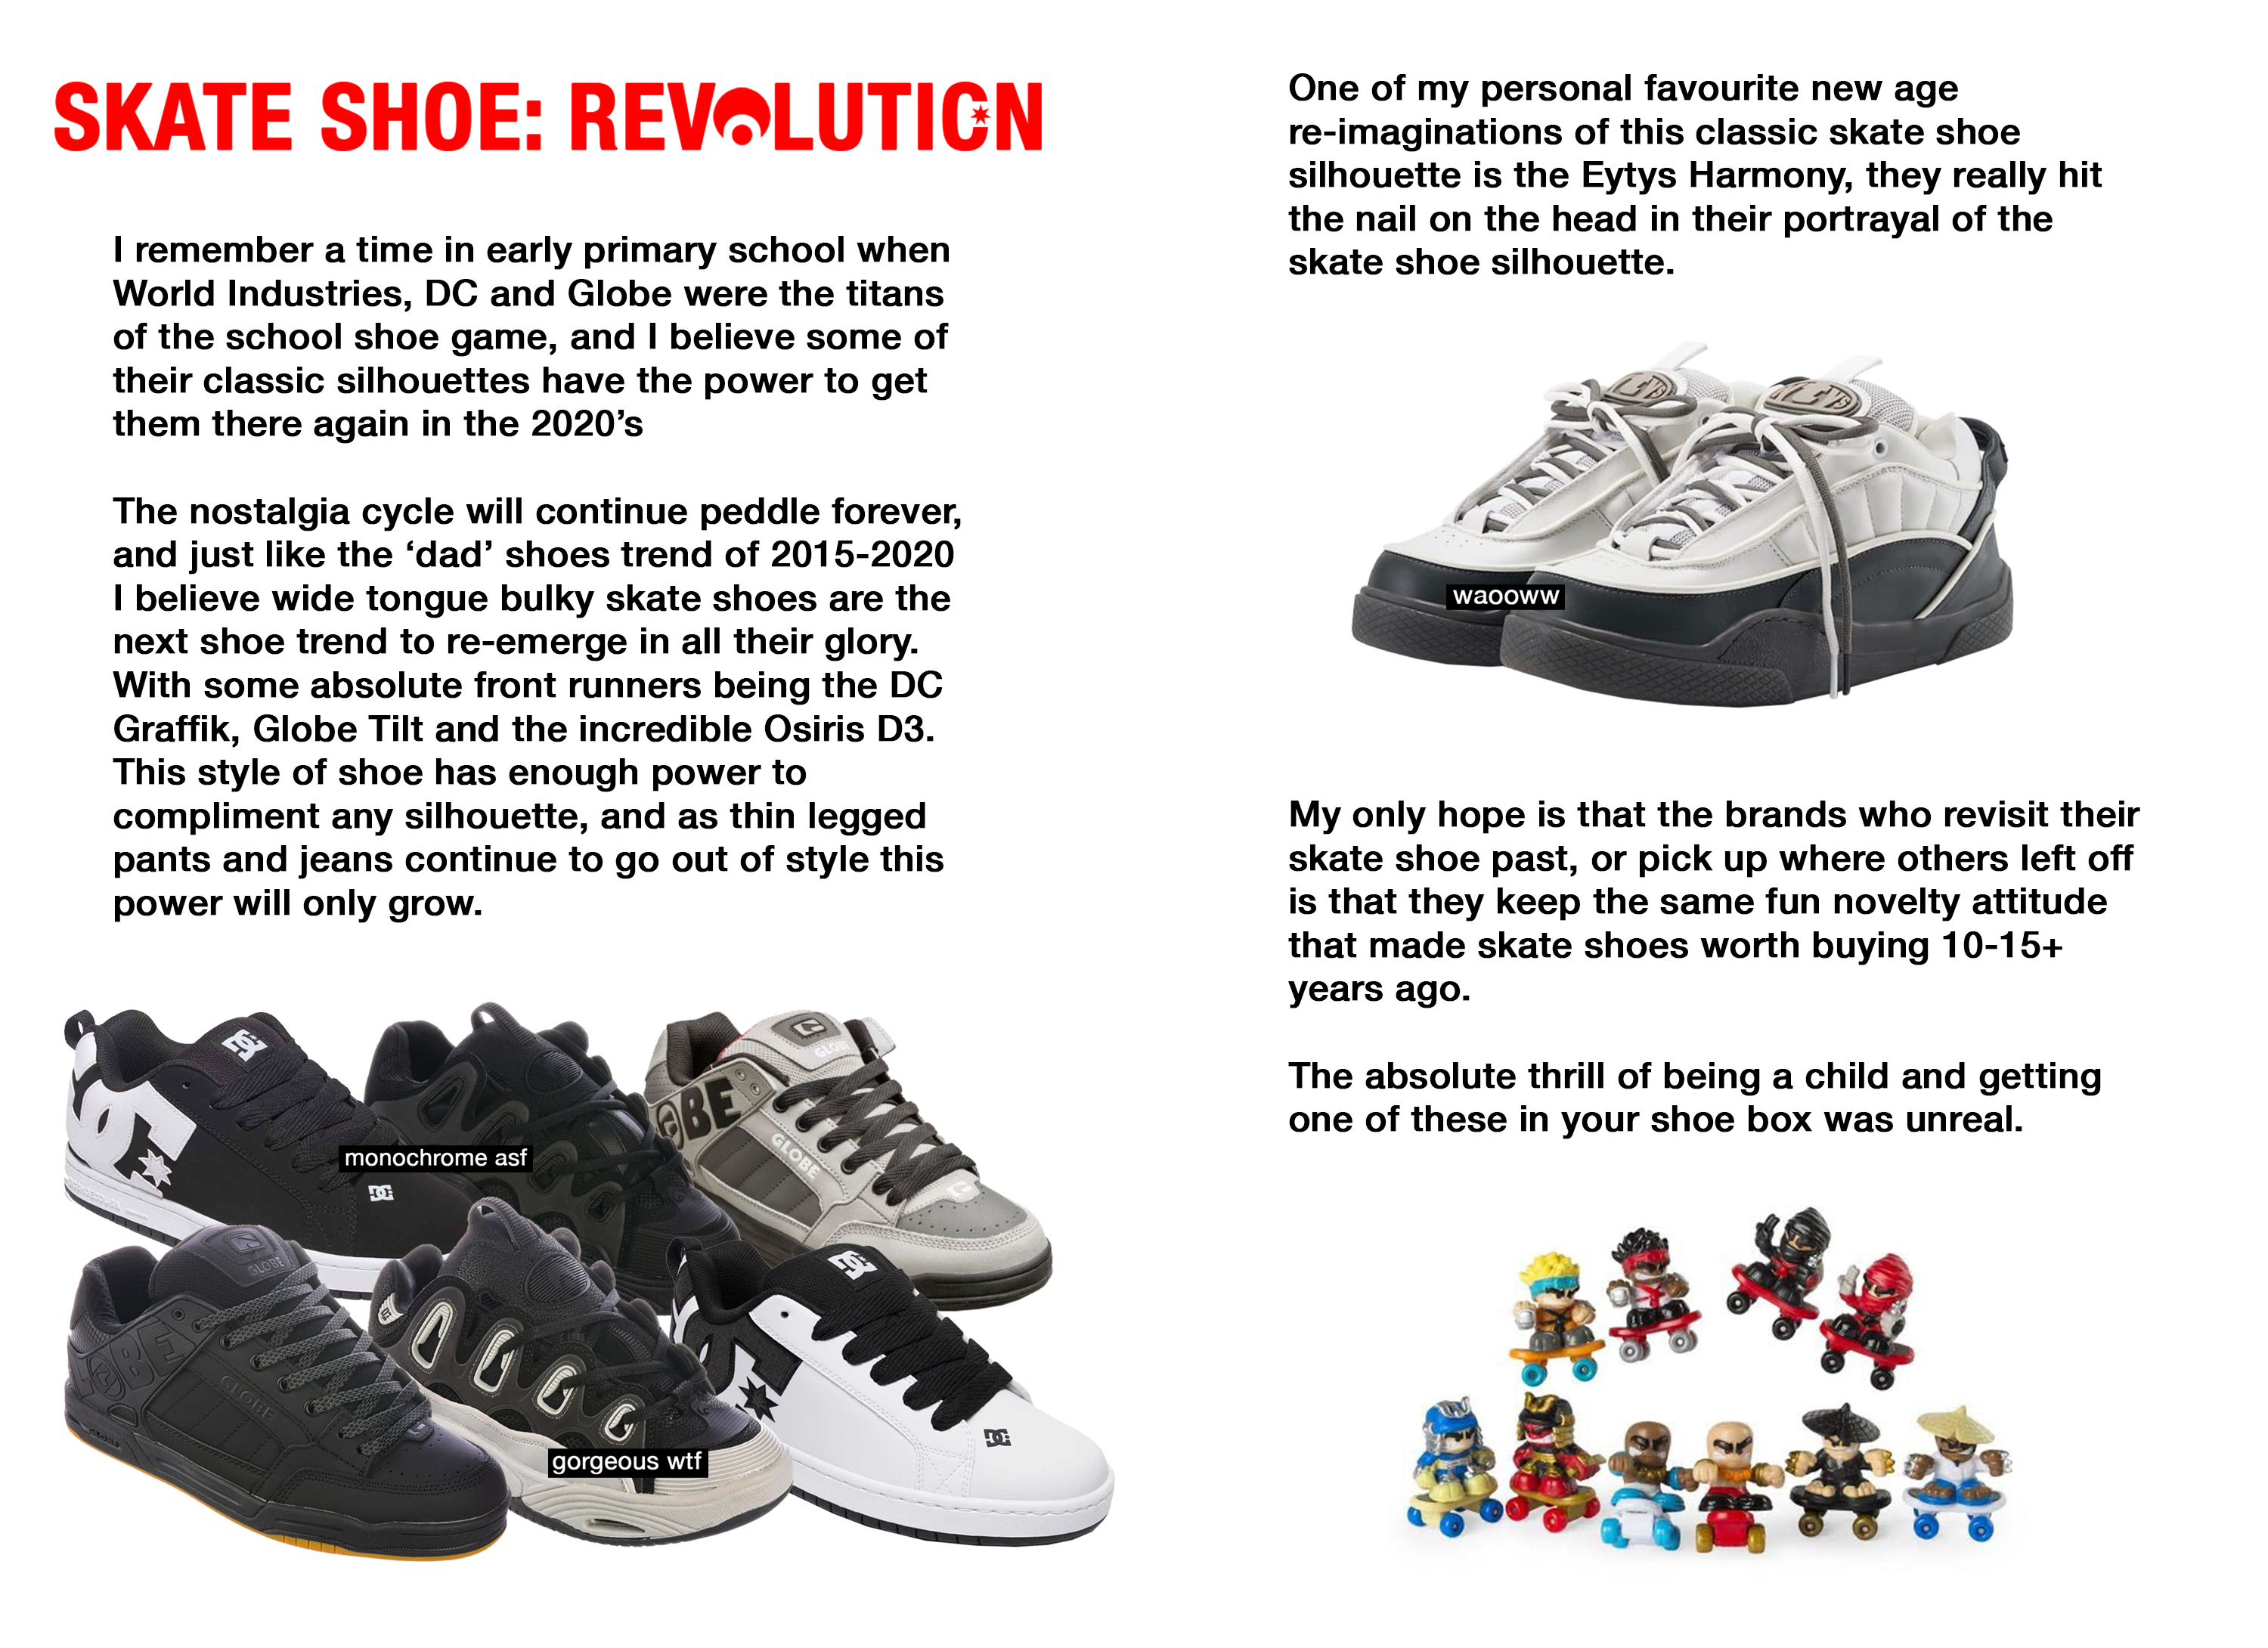 SKATE SHOE: REVOLUTION
I remember a time in early primary school when
World Industries, DC and Globe were the titans
of the school shoe game, and I believe some of
their classic silhouettes have the power to get
them there again in the 2020’s
The nostalgia cycle will continue peddle forever,
and just like the ‘dad’ shoes trend of 2015-2020
I believe wide tongue bulky skate shoes are the
next shoe trend to re-emerge in all their glory.
With some absolute front runners being the DC
Graffik, Globe Tilt and the incredible Osiris D3.
This style of shoe has enough power to
compliment any silhouette, and as thin legged
pants and jeans continue to go out of style this
power will only grow.
DC
GLOBE
BE
GLOBE
monochrome asf
DC
GLOBE
GLOBE
DC
DC
gorgeous wtf
One of my personal favourite new age
re-imaginations of this classic skate shoe
silhouette is the Eytys Harmony, they really hit
the nail on the head in their portrayal of the
skate shoe silhouette.
waooww
My only hope is that the brands who revisit their
skate shoe past, or pick up where others left off
is that they keep the same fun novelty attitude
that made skate shoes worth buying 10-15+
years ago.
The absolute thrill of being a child and getting
one of these in your shoe box was unreal.